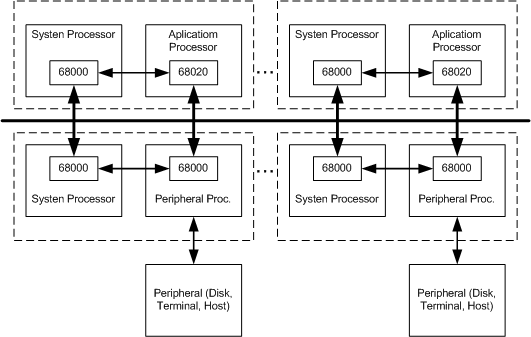 Systen Processor
Aplicatiom
Processor
Systen Processor
Aplicatiom
Processor
68000
68020
...
68000
68020
68000
68000
...
68000
68000
Systen Processor
Peripheral Proc.
Systen Processor
Peripheral Proc.
Peripheral (Disk,
Terminal, Host)
Peripheral (Disk,
Terminal, Host)